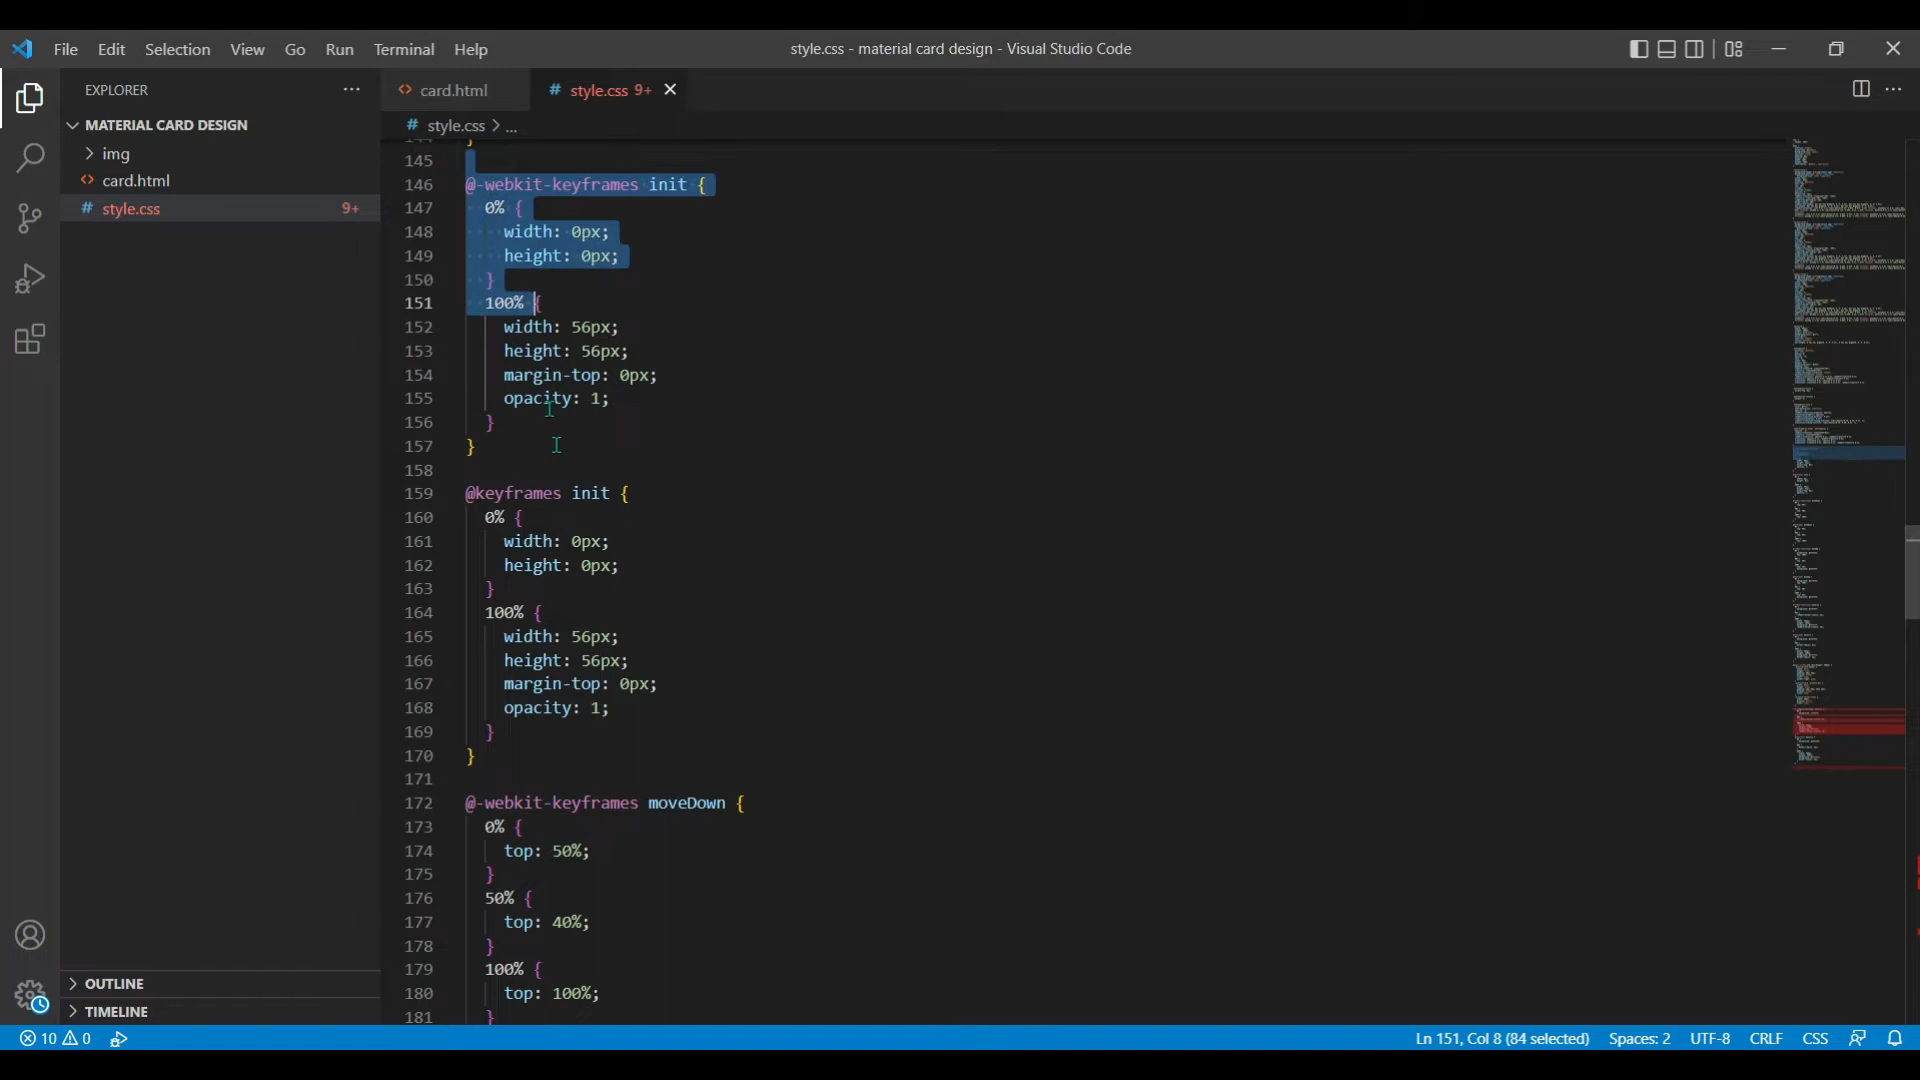 File Edit Selection View Go Run Terminal Help
style.css - material card design - Visual Studio Code
EXPLORER
MATERIAL CARD DESIGN
img
card.html
style.css 9+
card.html
# style.css 9+
# style.css > ...
144 }
145
146 @-webkit-keyframes init {
147 0% {
148 width: 0px;
149 height: 0px;
150 }
151 100% {
152 width: 56px;
153 height: 56px;
154 margin-top: 0px;
155 opacity: 1;
156 }
157 }
158
159 @keyframes init {
160 0% {
161 width: 0px;
162 height: 0px;
163 }
164 100% {
165 width: 56px;
166 height: 56px;
167 margin-top: 0px;
168 opacity: 1;
169 }
170 }
171
172 @-webkit-keyframes moveDown {
173 0% {
174 top: 50%;
175 }
176 50% {
177 top: 40%;
178 }
179 100% {
180 top: 100%;
181 }
OUTLINE
TIMELINE
10 0
Ln 151, Col 8 (84 selected) Spaces: 2 UTF-8 CRLF CSS